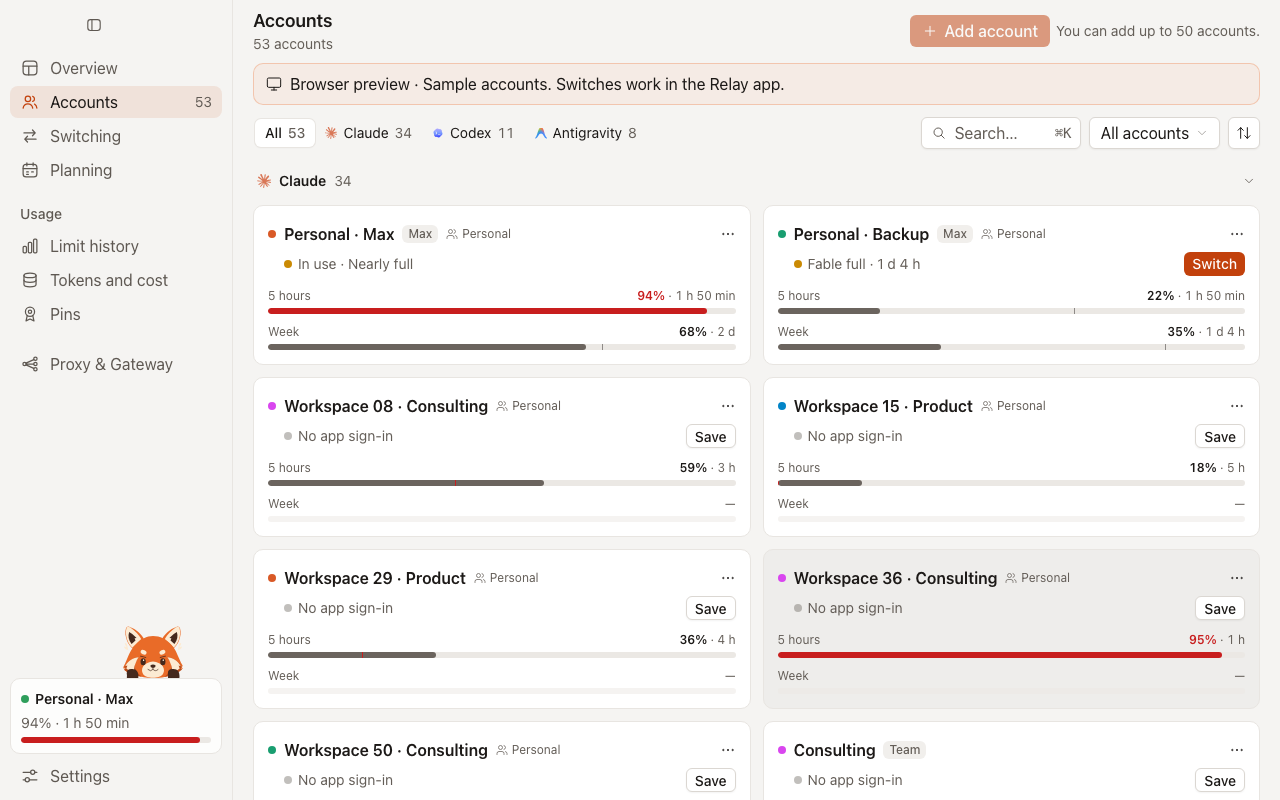 Overview
Accounts 53
Switching
Planning
Usage
Limit history
Tokens and cost
Pins
Proxy & Gateway
Personal · Max
94% · 1 h 50 min
Settings
Accounts
53 accounts
+ Add account
You can add up to 50 accounts.
Browser preview · Sample accounts. Switches work in the Relay app.
All 53 Claude 34 Codex 11 Antigravity 8
Search... ⌘K
All accounts
Claude 34
Personal · Max Max Personal
In use · Nearly full
5 hours 94% · 1 h 50 min
Week 68% · 2 d
Personal · Backup Max Personal
Fable full · 1 d 4 h Switch
5 hours 22% · 1 h 50 min
Week 35% · 1 d 4 h
Workspace 08 · Consulting Personal
No app sign-in Save
5 hours 59% · 3 h
Week —
Workspace 15 · Product Personal
No app sign-in Save
5 hours 18% · 5 h
Week —
Workspace 29 · Product Personal
No app sign-in Save
5 hours 36% · 4 h
Week —
Workspace 36 · Consulting Personal
No app sign-in Save
5 hours 95% · 1 h
Week —
Workspace 50 · Consulting Personal
No app sign-in Save
Consulting Team
No app sign-in Save